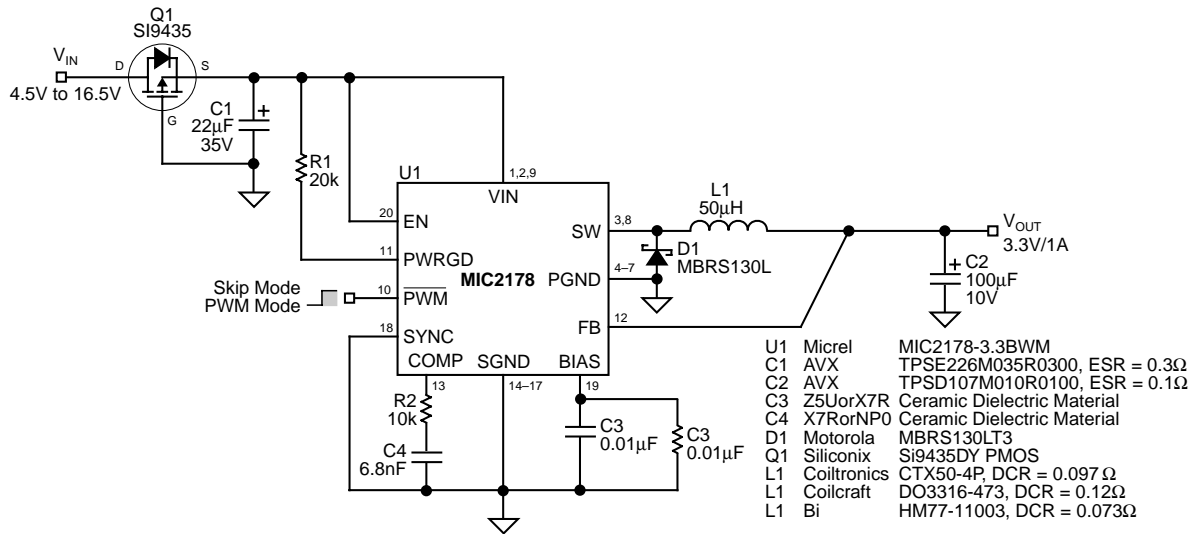 Q1
SI9435
VIN
D
S
G
4.5V to 16.5V
C1
22µF
35V
+
R1
20k
U1
1,2,9
VIN
20
EN
11
PWRGD
MIC2178
Skip Mode
PWM Mode
10
PWM
18
SYNC
COMP
SGND
BIAS
13
14–17
19
SW
3,8
PGND
4–7
FB
12
L1
50µH
D1
MBRS130L
VOUT
3.3V/1A
+
C2
100µF
10V
R2
10k
C4
6.8nF
C3
0.01µF
C3
0.01µF
U1 Micrel MIC2178-3.3BWM
C1 AVX TPSE226M035R0300, ESR = 0.3Ω
C2 AVX TPSD107M010R0100, ESR = 0.1Ω
C3 Z5UorX7R Ceramic Dielectric Material
C4 X7RorNP0 Ceramic Dielectric Material
D1 Motorola MBRS130LT3
Q1 Siliconix Si9435DY PMOS
L1 Coiltronics CTX50-4P, DCR = 0.097Ω
L1 Coilcraft DO3316-473, DCR = 0.12Ω
L1 Bi HM77-11003, DCR = 0.073Ω